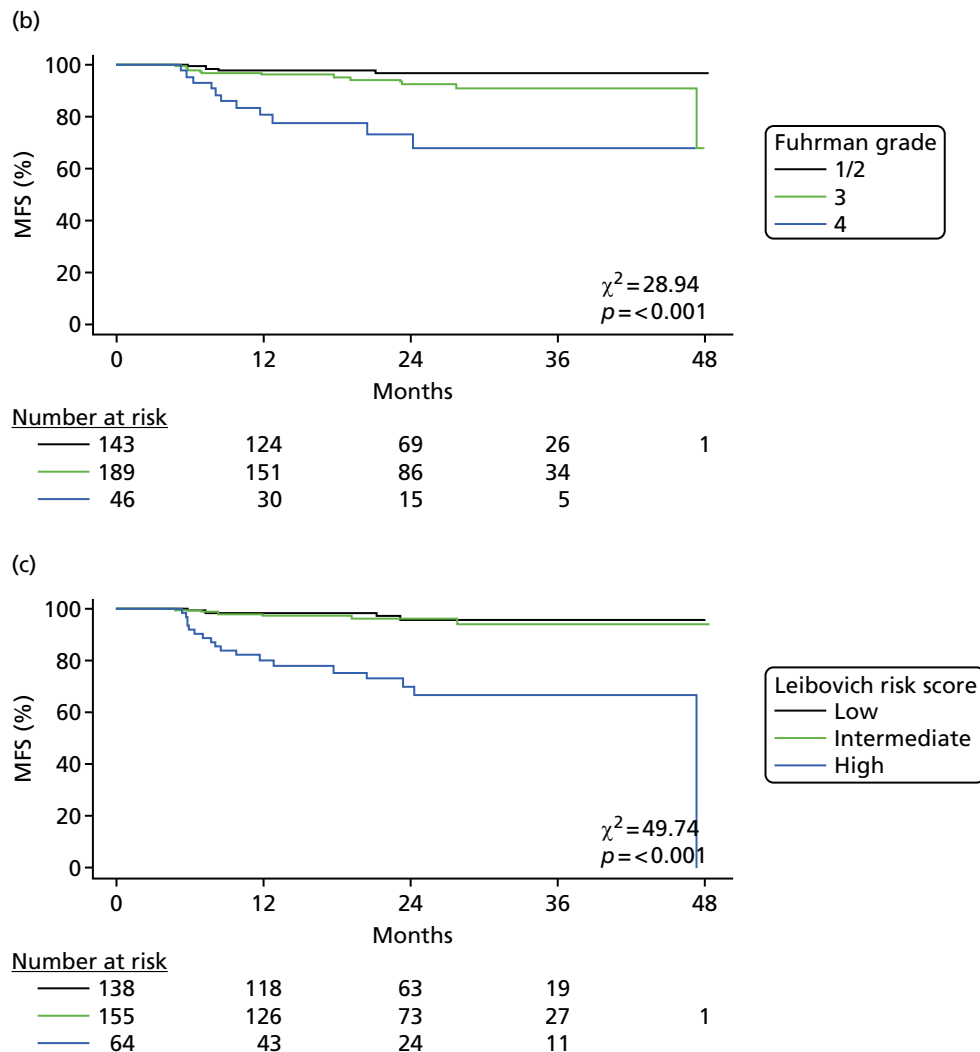 (b)
100
80
60
40
20
0
MFS (%)
0 12 24 36 48
Months
χ² = 28.94
p = <0.001
Fuhrman grade
1/2
3
4
Number at risk
143 124 69 26 1
189 151 86 34
46 30 15 5
(c)
100
80
60
40
20
0
MFS (%)
0 12 24 36 48
Months
χ² = 49.74
p = <0.001
Leibovich risk score
Low
Intermediate
High
Number at risk
138 118 63 19
155 126 73 27 1
64 43 24 11